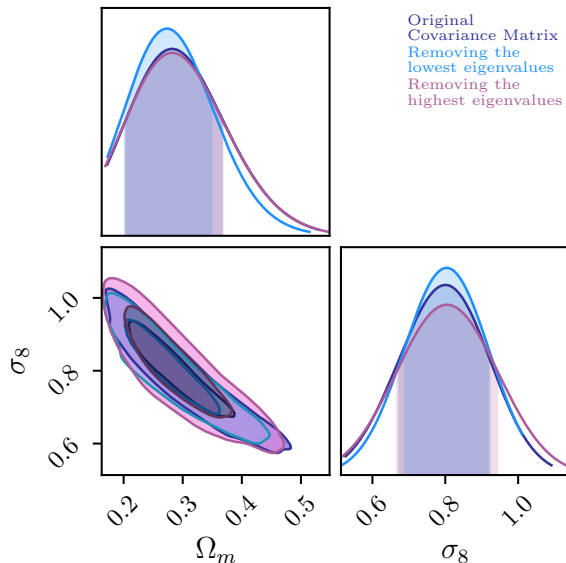 Original
Covariance Matrix
Removing the
lowest eigenvalues
Removing the
highest eigenvalues
1.0
0.8
0.6
σ₈
0.2 0.3 0.4 0.5
Ωₘ
0.6 0.8 1.0
σ₈